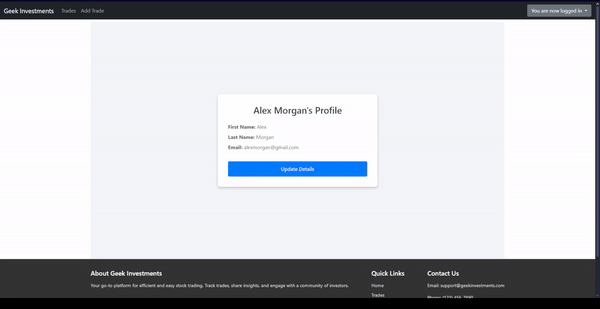 Geek Investments Trades Add Trade You are now logged in
Alex Morgan's Profile
First Name: Alex
Last Name: Morgan
Email: alexmorgan@gmail.com
Update Details
About Geek Investments
Your go-to platform for efficient and easy stock trading. Track trades, share insights, and engage with a community of investors.
Quick Links
Home
Trades
Contact Us
Email: support@geekinvestments.com